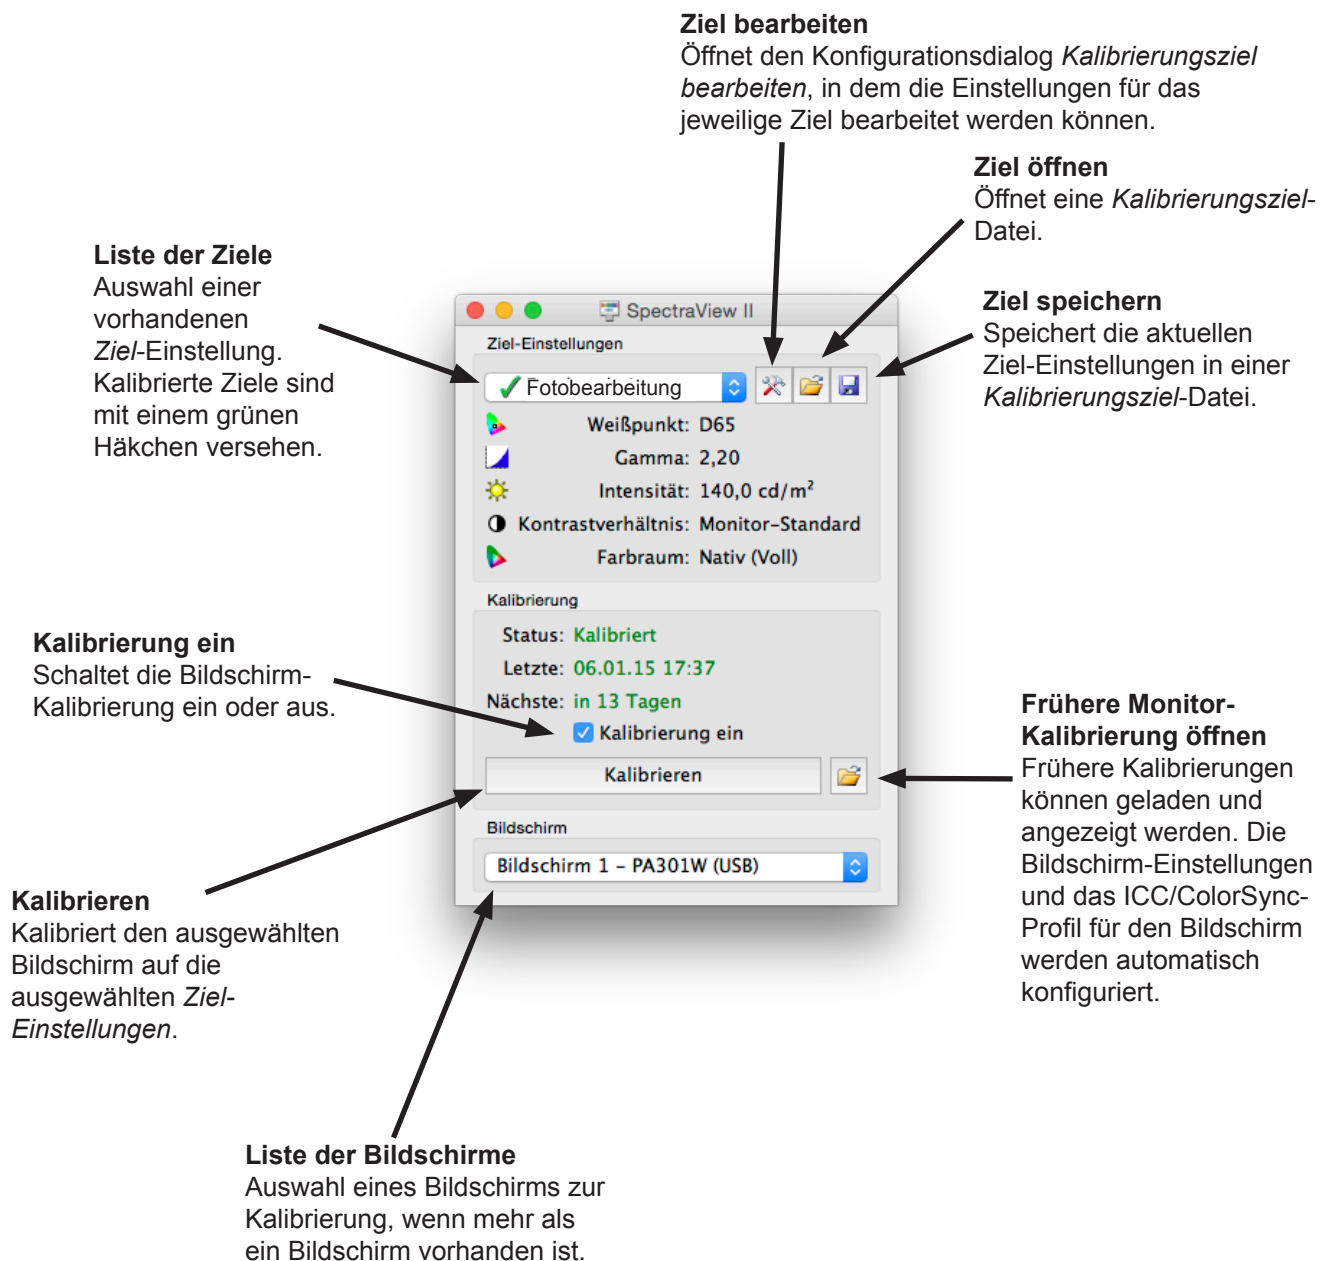 Ziel bearbeiten
Öffnet den Konfigurationsdialog Kalibrierungsziel
bearbeiten, in dem die Einstellungen für das
jeweilige Ziel bearbeitet werden können.
Ziel öffnen
Öffnet eine Kalibrierungsziel-
Datei.
Liste der Ziele
Auswahl einer
vorhandenen
Ziel-Einstellung.
Kalibrierte Ziele sind
mit einem grünen
Häkchen versehen.
Ziel speichern
Speichert die aktuellen
Ziel-Einstellungen in einer
Kalibrierungsziel-Datei.
SpectraView II
Ziel-Einstellungen
Fotobearbeitung
Weißpunkt: D65
Gamma: 2,20
Intensität: 140,0 cd/m²
Kontrastverhältnis: Monitor-Standard
Farbraum: Nativ (Voll)
Kalibrierung
Status: Kalibriert
Letzte: 06.01.15 17:37
Nächste: in 13 Tagen
Kalibrierung ein
Kalibrieren
Bildschirm
Bildschirm 1 – PA301W (USB)
Kalibrierung ein
Schaltet die Bildschirm-
Kalibrierung ein oder aus.
Frühere Monitor-
Kalibrierung öffnen
Frühere Kalibrierungen
können geladen und
angezeigt werden. Die
Bildschirm-Einstellungen
und das ICC/ColorSync-
Profil für den Bildschirm
werden automatisch
konfiguriert.
Kalibrieren
Kalibriert den ausgewählten
Bildschirm auf die
ausgewählten Ziel-
Einstellungen.
Liste der Bildschirme
Auswahl eines Bildschirms zur
Kalibrierung, wenn mehr als
ein Bildschirm vorhanden ist.